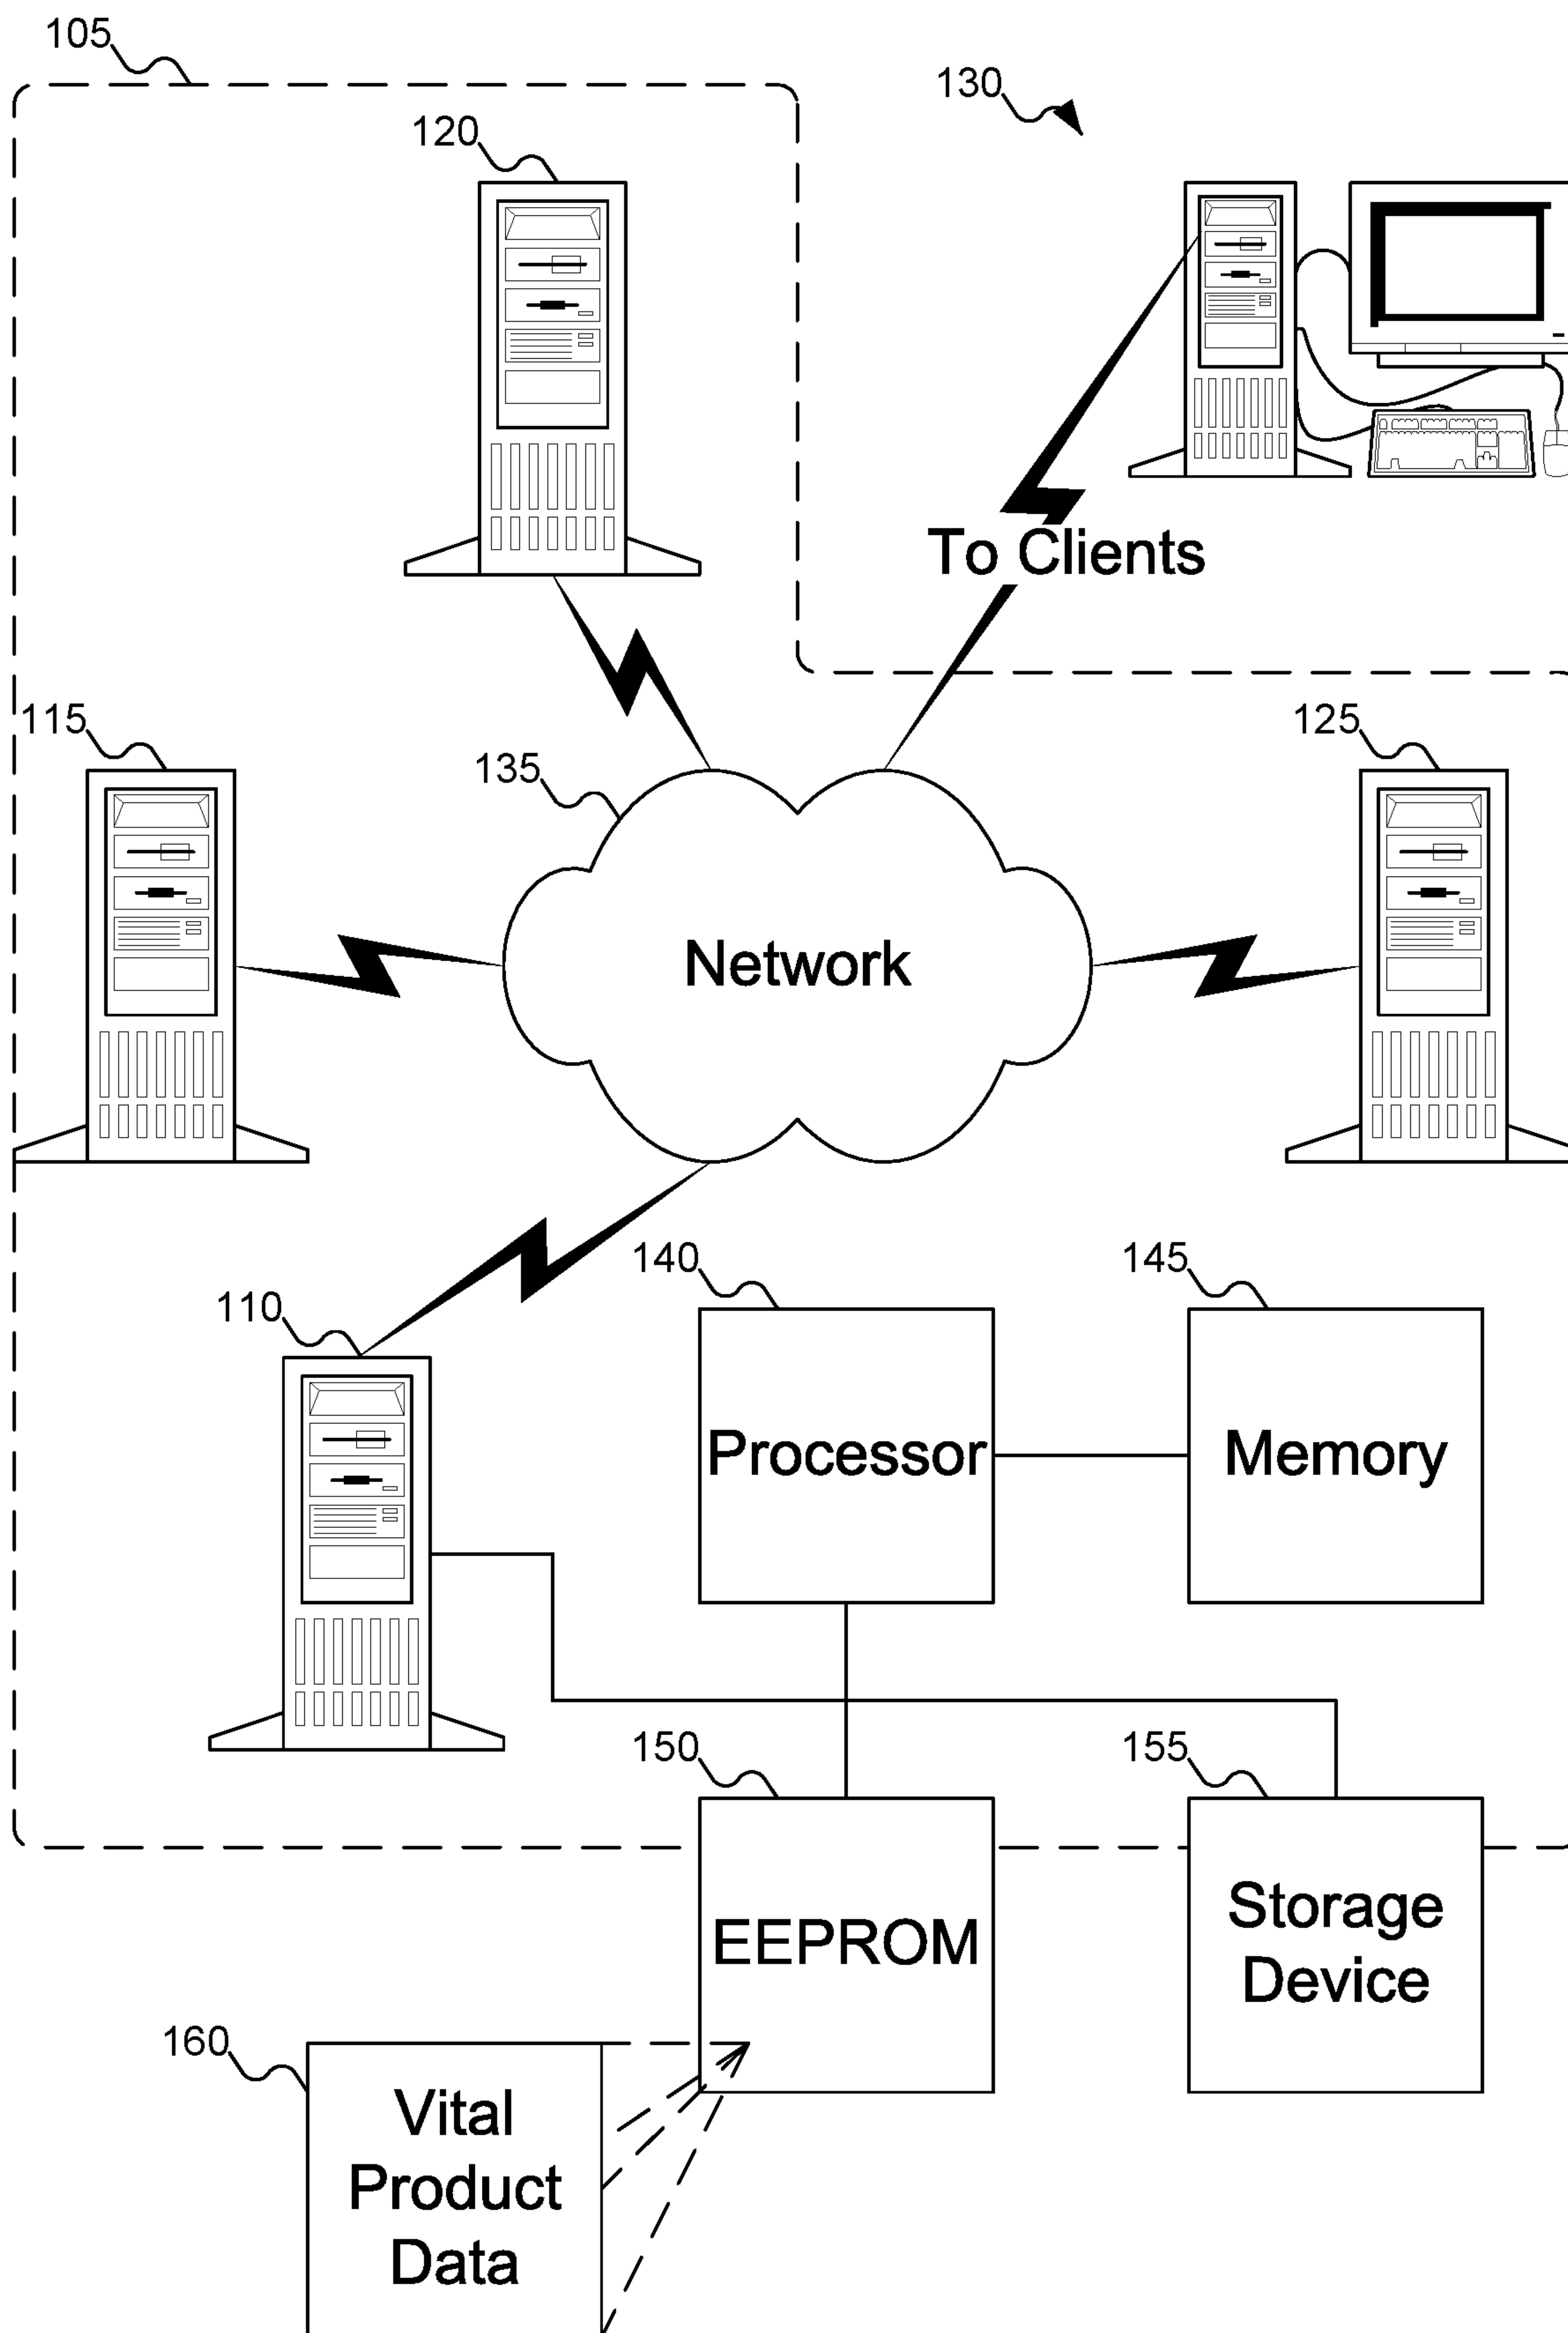 105
130
120
To Clients
115
125
135
Network
140
145
110
Processor
Memory
150
155
EEPROM
Storage
Device
160
Vital
Product
Data